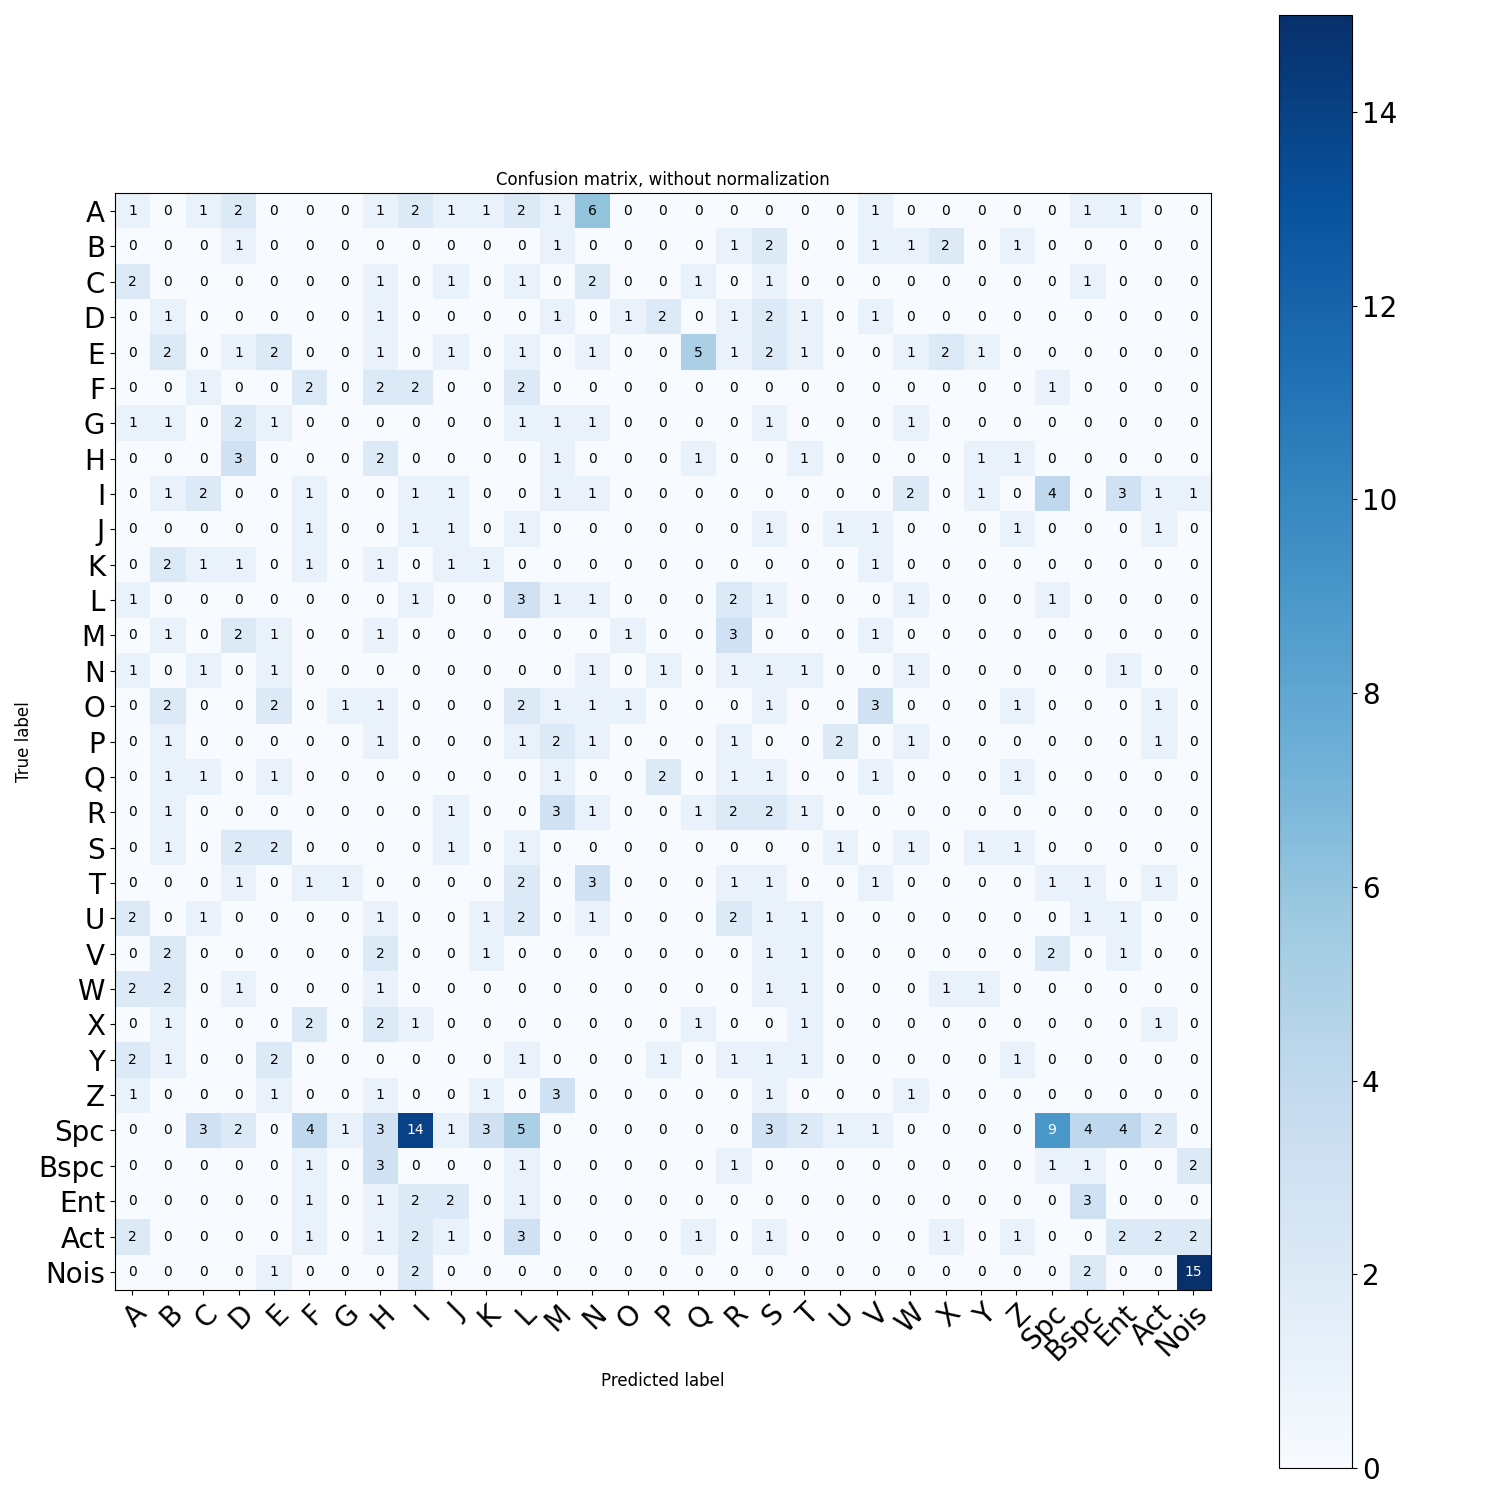 Confusion matrix, without normalization
A 1 0 1 2 0 0 0 1 2 1 1 2 1 6 0 0 0 0 0 0 0 1 0 0 0 0 0 1 1 0 0
B 0 0 0 1 0 0 0 0 0 0 0 0 1 0 0 0 0 1 2 0 0 1 1 2 0 1 0 0 0 0 0
C 2 0 0 0 0 0 0 1 0 1 0 1 0 2 0 0 1 0 1 0 0 0 0 0 0 0 0 1 0 0 0
D 0 1 0 0 0 0 0 1 0 0 0 0 1 0 1 2 0 1 2 1 0 1 0 0 0 0 0 0 0 0 0
E 0 2 0 1 2 0 0 1 0 1 0 1 0 1 0 0 5 1 2 1 0 0 1 2 1 0 0 0 0 0 0
F 0 0 1 0 0 2 0 2 2 0 0 2 0 0 0 0 0 0 0 0 0 0 0 0 0 0 1 0 0 0 0
G 1 1 0 2 1 0 0 0 0 0 0 1 1 1 0 0 0 0 1 0 0 0 1 0 0 0 0 0 0 0 0
H 0 0 0 3 0 0 0 2 0 0 0 0 1 0 0 0 1 0 0 1 0 0 0 0 1 1 0 0 0 0 0
I 0 1 2 0 0 1 0 0 1 1 0 0 1 1 0 0 0 0 0 0 0 0 2 0 1 0 4 0 3 1 1
J 0 0 0 0 0 1 0 0 1 1 0 1 0 0 0 0 0 0 1 0 1 1 0 0 0 1 0 0 0 1 0
K 0 2 1 1 0 1 0 1 0 1 1 0 0 0 0 0 0 0 0 0 0 1 0 0 0 0 0 0 0 0 0
L 1 0 0 0 0 0 0 0 1 0 0 3 1 1 0 0 0 2 1 0 0 0 1 0 0 0 1 0 0 0 0
M 0 1 0 2 1 0 0 1 0 0 0 0 0 0 1 0 0 3 0 0 0 1 0 0 0 0 0 0 0 0 0
N 1 0 1 0 1 0 0 0 0 0 0 0 0 1 0 1 0 1 1 1 0 0 1 0 0 0 0 0 1 0 0
O 0 2 0 0 2 0 1 1 0 0 0 2 1 1 1 0 0 0 1 0 0 3 0 0 0 1 0 0 0 1 0
P 0 1 0 0 0 0 0 1 0 0 0 1 2 1 0 0 0 1 0 0 2 0 1 0 0 0 0 0 0 1 0
Q 0 1 1 0 1 0 0 0 0 0 0 0 1 0 0 2 0 1 1 0 0 1 0 0 0 1 0 0 0 0 0
R 0 1 0 0 0 0 0 0 0 1 0 0 3 1 0 0 1 2 2 1 0 0 0 0 0 0 0 0 0 0 0
S 0 1 0 2 2 0 0 0 0 1 0 1 0 0 0 0 0 0 0 0 1 0 1 0 1 1 0 0 0 0 0
T 0 0 0 1 0 1 1 0 0 0 0 2 0 3 0 0 0 1 1 0 0 1 0 0 0 0 1 1 0 1 0
U 2 0 1 0 0 0 0 1 0 0 1 2 0 1 0 0 0 2 1 1 0 0 0 0 0 0 0 1 1 0 0
V 0 2 0 0 0 0 0 2 0 0 1 0 0 0 0 0 0 0 1 1 0 0 0 0 0 0 2 0 1 0 0
W 2 2 0 1 0 0 0 1 0 0 0 0 0 0 0 0 0 0 1 1 0 0 0 1 1 0 0 0 0 0 0
X 0 1 0 0 0 2 0 2 1 0 0 0 0 0 0 0 1 0 0 1 0 0 0 0 0 0 0 0 0 1 0
Y 2 1 0 0 2 0 0 0 0 0 0 1 0 0 0 1 0 1 1 1 0 0 0 0 0 1 0 0 0 0 0
Z 1 0 0 0 1 0 0 1 0 0 1 0 3 0 0 0 0 0 1 0 0 0 1 0 0 0 0 0 0 0 0
Spc 0 0 3 2 0 4 1 3 14 1 3 5 0 0 0 0 0 0 3 2 1 1 0 0 0 0 9 4 4 2 0
Bspc 0 0 0 0 0 1 0 3 0 0 0 1 0 0 0 0 0 1 0 0 0 0 0 0 0 0 1 1 0 0 2
Ent 0 0 0 0 0 1 0 1 2 2 0 1 0 0 0 0 0 0 0 0 0 0 0 0 0 0 0 3 0 0 0
Act 2 0 0 0 0 1 0 1 2 1 0 3 0 0 0 0 1 0 1 0 0 0 0 1 0 1 0 0 2 2 2
Nois 0 0 0 0 1 0 0 0 2 0 0 0 0 0 0 0 0 0 0 0 0 0 0 0 0 0 0 2 0 0 15
A B C D E F G H I J K L M N O P Q R S T U V W X Y Z Spc Bspc Ent Act Nois
Predicted label
True label
14
12
10
8
6
4
2
0